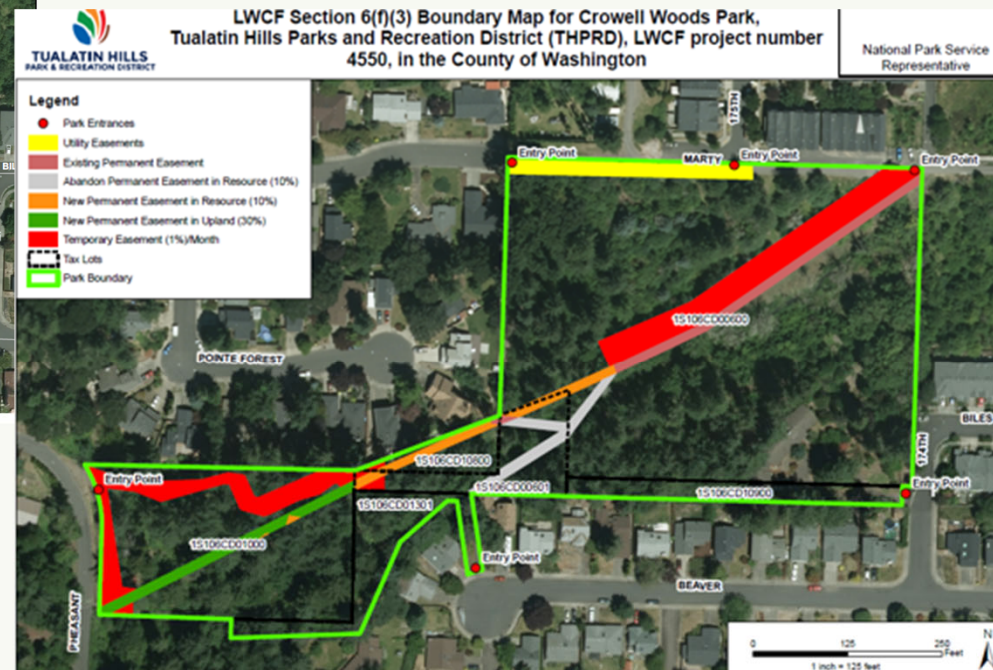 LWCF Section 6(f)(3) Boundary Map for Crowell Woods Park,
Tualatin Hills Parks and Recreation District (THPRD), LWCF project number
4550, in the County of Washington
TUALATIN HILLS
PARK & RECREATION DISTRICT
National Park Service
Representative
Legend
Park Entrances
Utility Easements
Existing Permanent Easement
Abandon Permanent Easement in Resource (10%)
New Permanent Easement in Resource (10%)
New Permanent Easement in Upland (30%)
Temporary Easement (1%)/Month
Tax Lots
Park Boundary
BIL
175TH
Entry Point
MARTY
Entry Point
Entry Point
1S106CD00600
POINTE FOREST
BILES
174TH
1S106CD10800
Entry Point
1S106CD00601
1S106CD10900
Entry Point
1S106CD01301
1S106CD01000
Entry Point
BEAVER
PHEASANT
0 125 250
Feet
N
1 inch = 125 feet